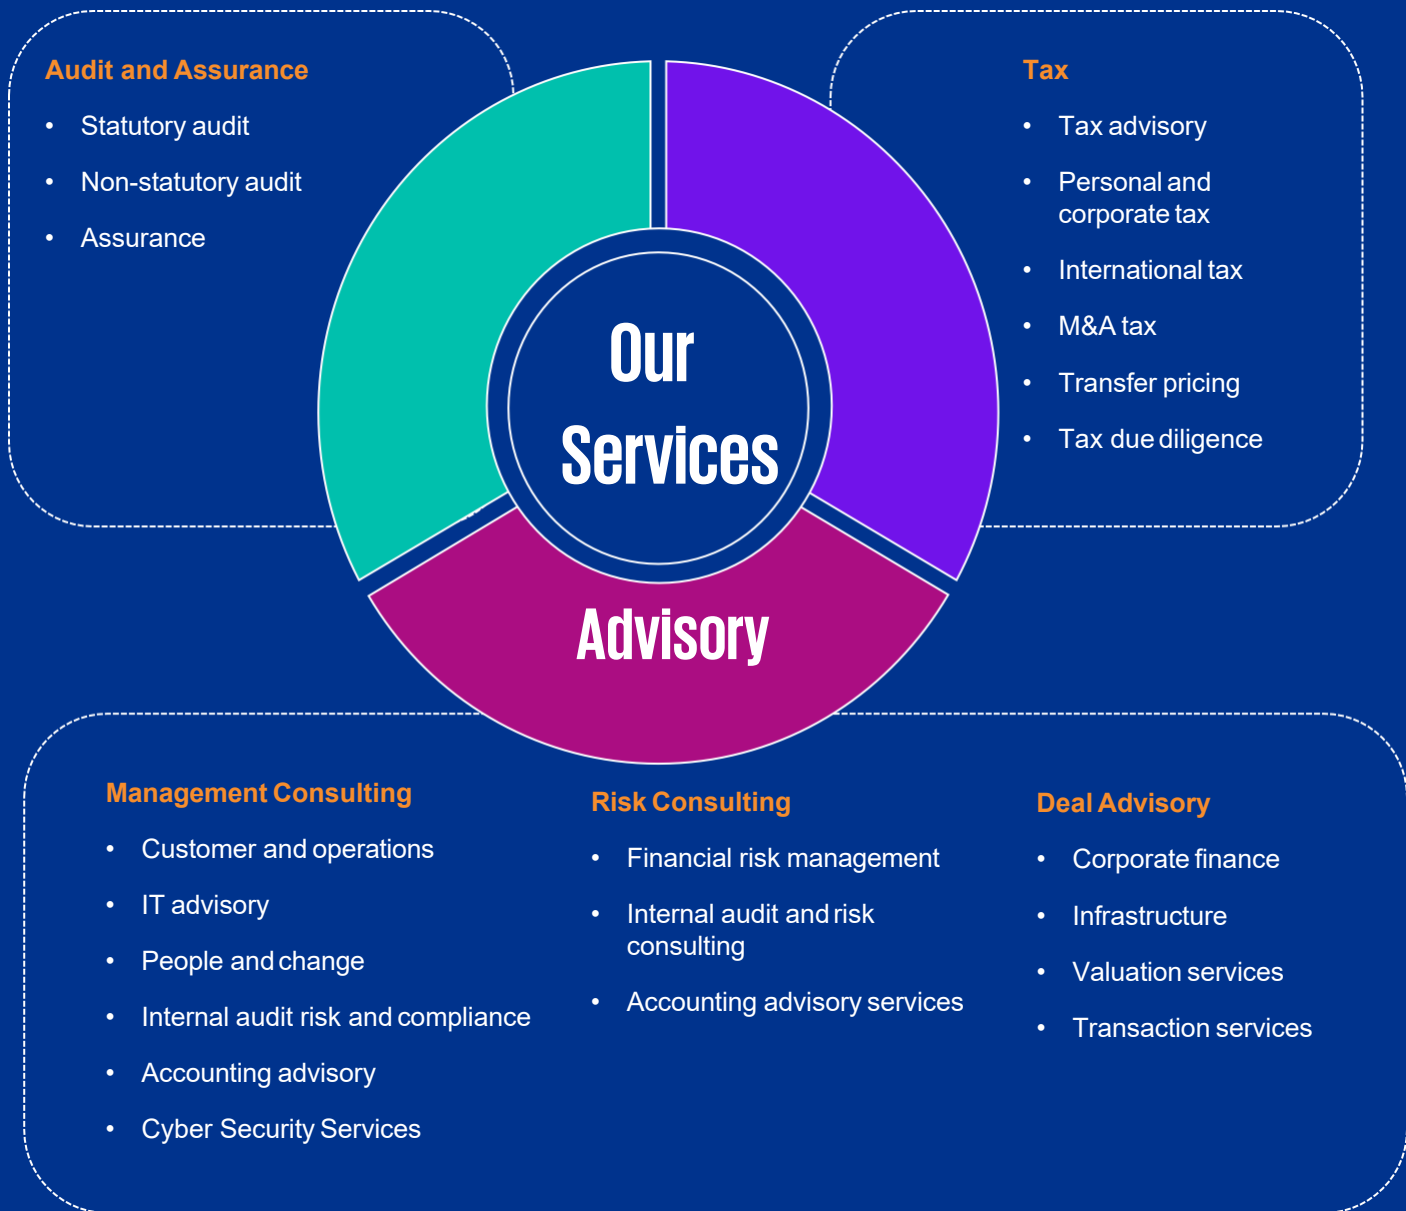 Audit and Assurance
• Statutory audit
• Non-statutory audit
• Assurance
Tax
• Tax advisory
• Personal and
corporate tax
• International tax
• M&A tax
• Transfer pricing
• Tax due diligence
Our
Services
Advisory
Management Consulting
• Customer and operations
• IT advisory
• People and change
• Internal audit risk and compliance
• Accounting advisory
• Cyber Security Services
Risk Consulting
• Financial risk management
• Internal audit and risk
consulting
• Accounting advisory services
Deal Advisory
• Corporate finance
• Infrastructure
• Valuation services
• Transaction services